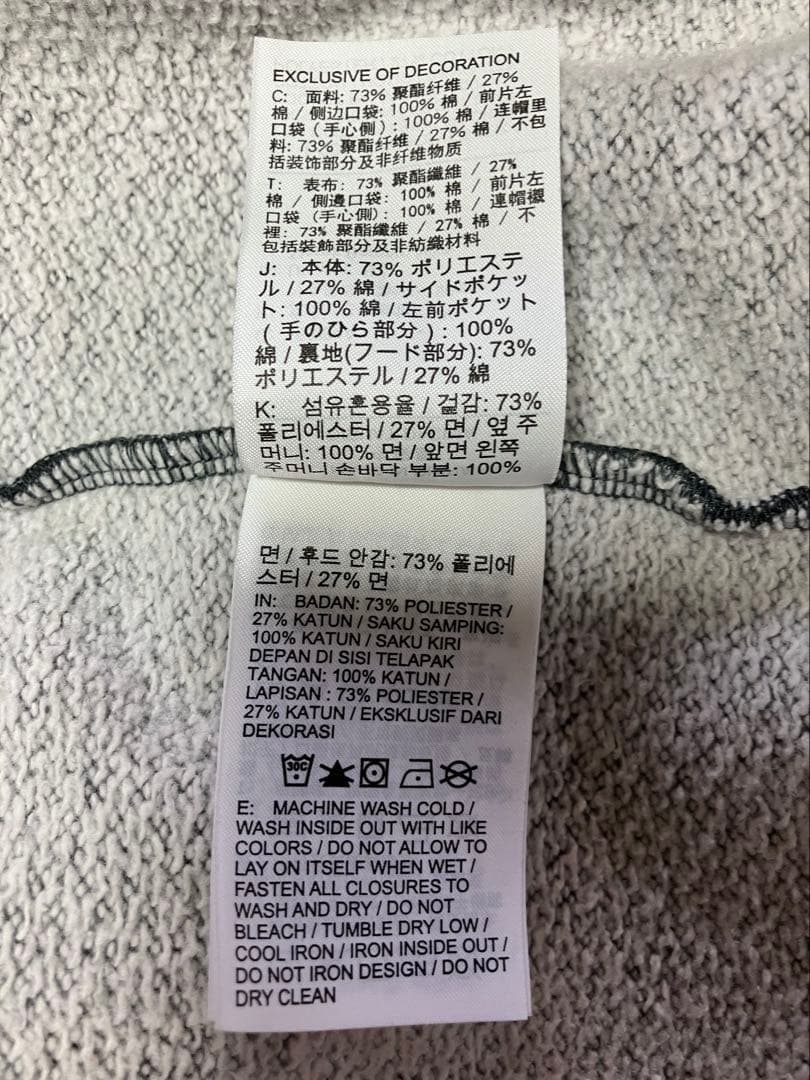 EXCLUSIVE OF DECORATION
C: 面料: 73% 聚酯纤维 / 27%
棉 / 侧边口袋: 100% 棉 / 前片左
口袋 (手心侧) : 100% 棉 / 连帽里
料: 73% 聚酯纤维 / 27% 棉 / 不包
括装饰部分及非纤维物质
T: 表布: 73% 聚酯纖維 / 27%
棉 / 側邊口袋: 100% 棉 / 前片左
口袋 (手心側) : 100% 棉 / 連帽襯
裡: 73% 聚酯纖維 / 27% 棉 / 不
包括裝飾部分及非紡織材料
J: 本体: 73% ポリエステ
ル / 27% 綿 / サイドポケッ
ト: 100% 綿 / 左前ポケット
( 手のひら部分 ) : 100%
綿 / 裏地(フード部分): 73%
ポリエステル / 27% 綿
K: 섬유혼용율 / 겉감: 73%
폴리에스터 / 27% 면 / 옆 주
머니: 100% 면 / 앞면 왼쪽
주머니 손바닥 부분: 100%
면 / 후드 안감: 73% 폴리에
스터 / 27% 면
IN: BADAN: 73% POLIESTER /
27% KATUN / SAKU SAMPING:
100% KATUN / SAKU KIRI
DEPAN DI SISI TELAPAK
TANGAN: 100% KATUN /
LAPISAN : 73% POLIESTER /
27% KATUN / EKSKLUSIF DARI
DEKORASI
30C
E: MACHINE WASH COLD /
WASH INSIDE OUT WITH LIKE
COLORS / DO NOT ALLOW TO
LAY ON ITSELF WHEN WET /
FASTEN ALL CLOSURES TO
WASH AND DRY / DO NOT
BLEACH / TUMBLE DRY LOW /
COOL IRON / IRON INSIDE OUT /
DO NOT IRON DESIGN / DO NOT
DRY CLEAN